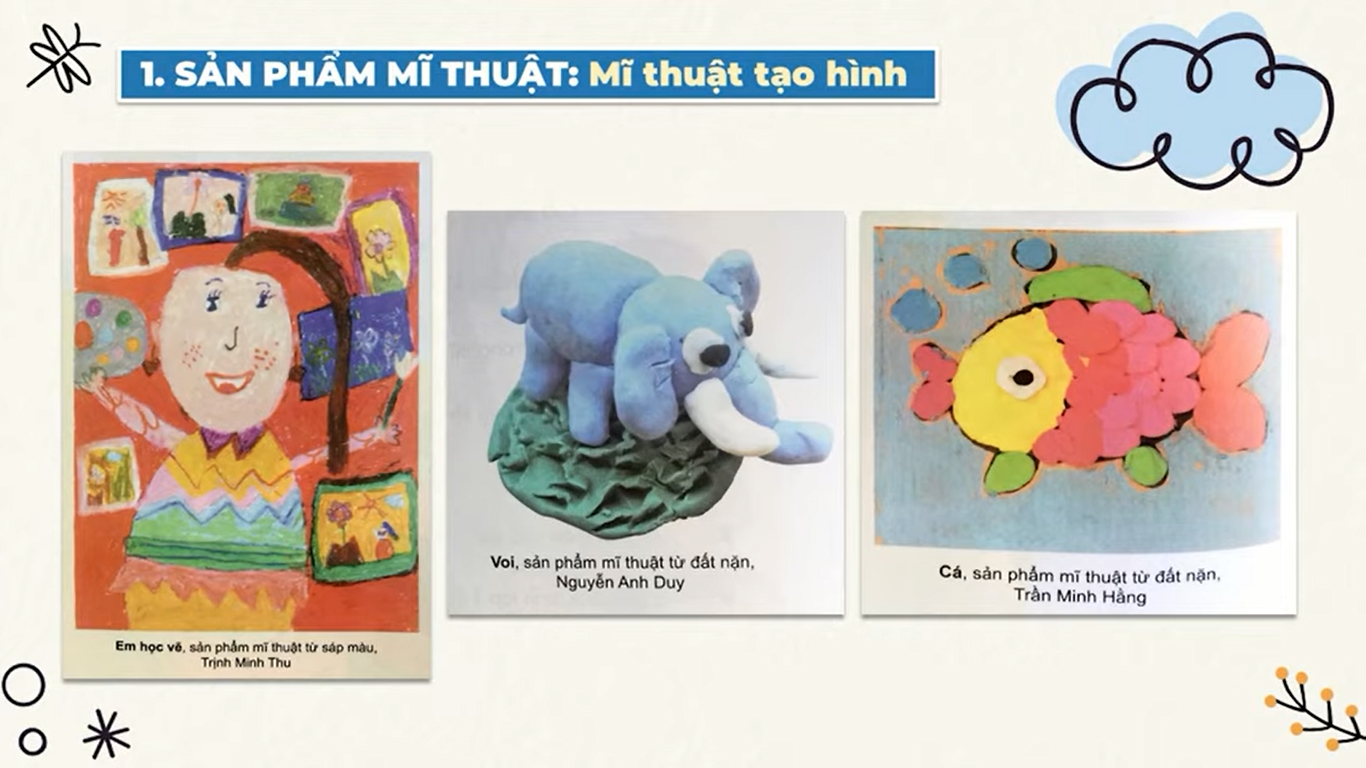 1. SẢN PHẨM MĨ THUẬT: Mĩ thuật tạo hình
Em học vẽ, sản phẩm mĩ thuật từ sáp màu,
Trịnh Minh Thu
Voi, sản phẩm mĩ thuật từ đất nặn,
Nguyễn Anh Duy
Cá, sản phẩm mĩ thuật từ đất nặn,
Trần Minh Hằng